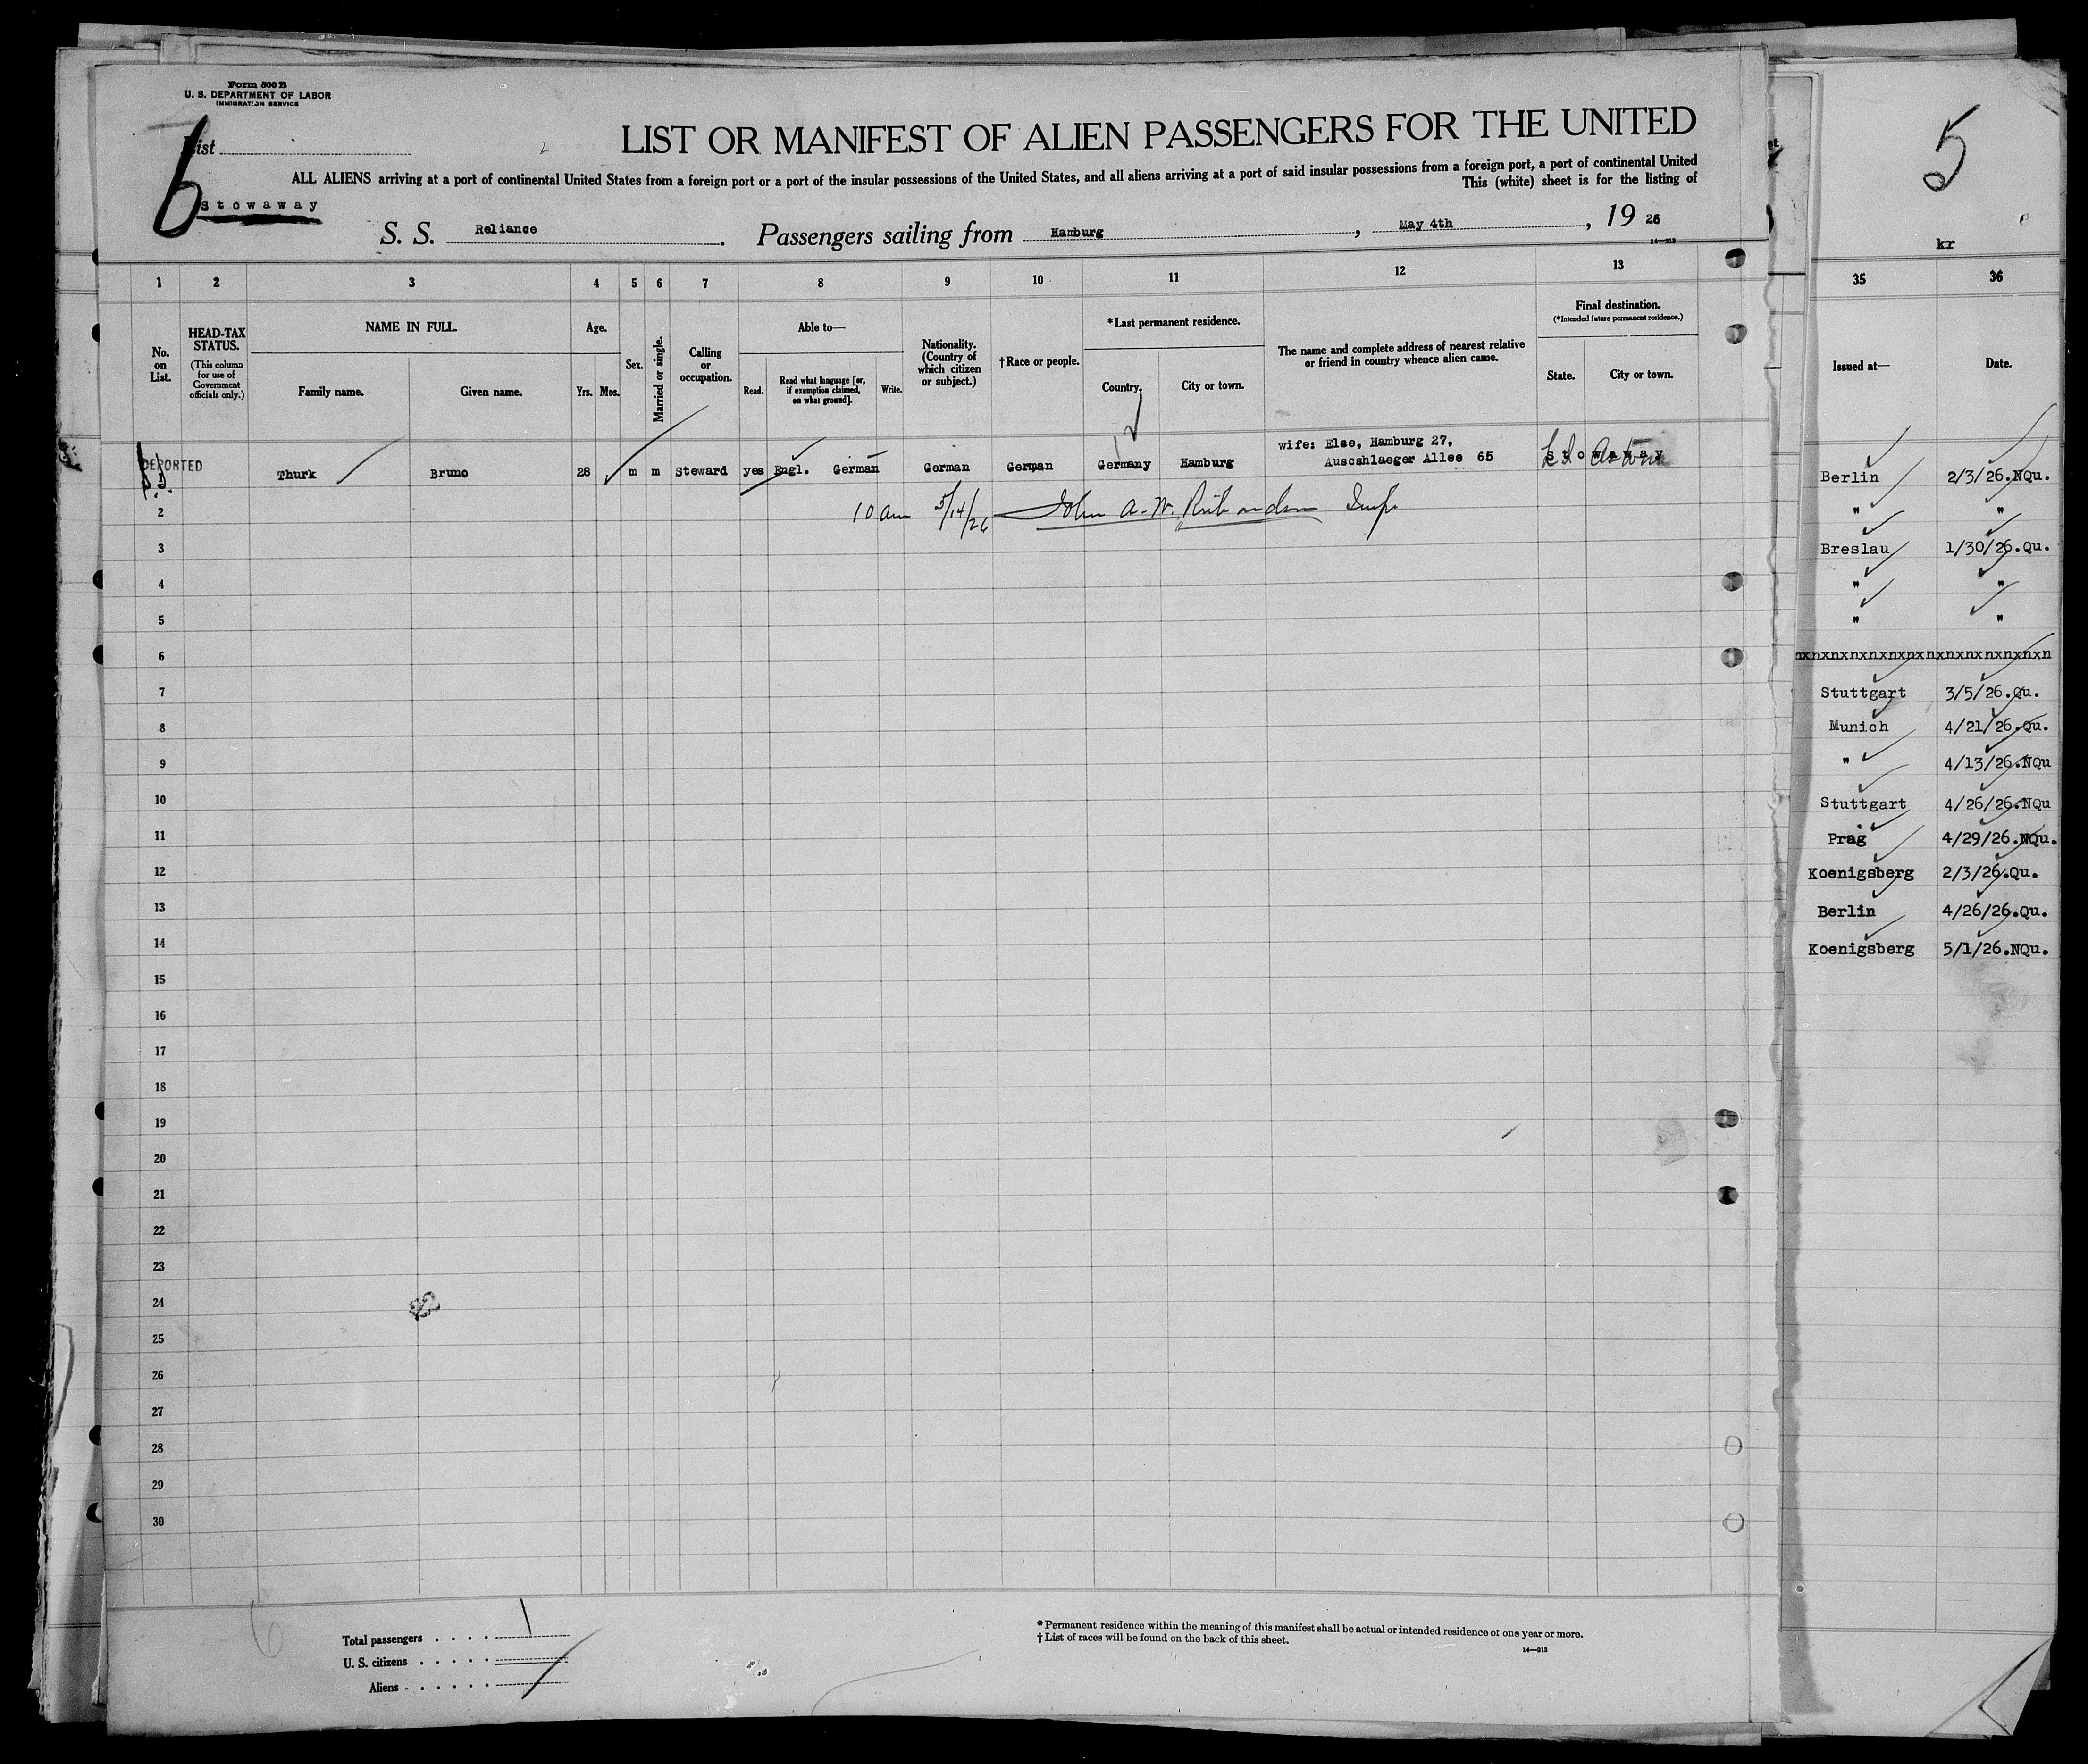 Form 500 B
U. S. DEPARTMENT OF LABOR
IMMIGRATION SERVICE
List
6
Stowaway
LIST OR MANIFEST OF ALIEN PASSENGERS FOR THE UNITED
ALL ALIENS arriving at a port of continental United States from a foreign port or a port of the insular possessions of the United States, and all aliens arriving at a port of said insular possessions from a foreign port, a port of continental United
This (white) sheet is for the listing of
S. S. Reliance. Passengers sailing from Hamburg, May 4th, 19 26
14—213
1 2 3 4 5 6 7 8 9 10 11 12 13
No. on List.
HEAD-TAX STATUS.
(This column for use of Government officials only.)
NAME IN FULL.
Family name. Given name.
Age.
Yrs. Mos.
Sex.
Married or single.
Calling or occupation.
Able to—
Read. Read what language [or, if exemption claimed, on what ground]. Write.
Nationality. (Country of which citizen or subject.)
†Race or people.
*Last permanent residence.
Country. City or town.
The name and complete address of nearest relative or friend in country whence alien came.
Final destination.
(*Intended future permanent residence.)
State. City or town.
DEPORTED Thurk Bruno 28 m m Steward yes Engl. German German German Germany Hamburg wife: Else, Hamburg 27,
Auscshlaeger Allee 65 Stowaway
L I Astoria
10 am 5/14/26 John A. W. Insp.
2
3
4
5
6
7
8
9
10
11
12
13
14
15
16
17
18
19
20
21
22
23
24
25
26
27
28
29
30
Total passengers 1
U. S. citizens
Aliens
6
* Permanent residence within the meaning of this manifest shall be actual or intended residence of one year or more.
† List of races will be found on the back of this sheet.
14—213
5
kr
35 36
Issued at— Date.
Berlin 2/3/26.NQu.
" "
Breslau 1/30/26.Qu.
" "
" "
nxnxnxnxnxnxnxnxnxnxnxnxnxn
Stuttgart 3/5/26.Qu.
Munich 4/21/26.Qu.
" 4/13/26.NQu
Stuttgart 4/26/26.NQu
Prag 4/29/26.NQu.
Koenigsberg 2/3/26.Qu.
Berlin 4/26/26.Qu.
Koenigsberg 5/1/26.NQu.